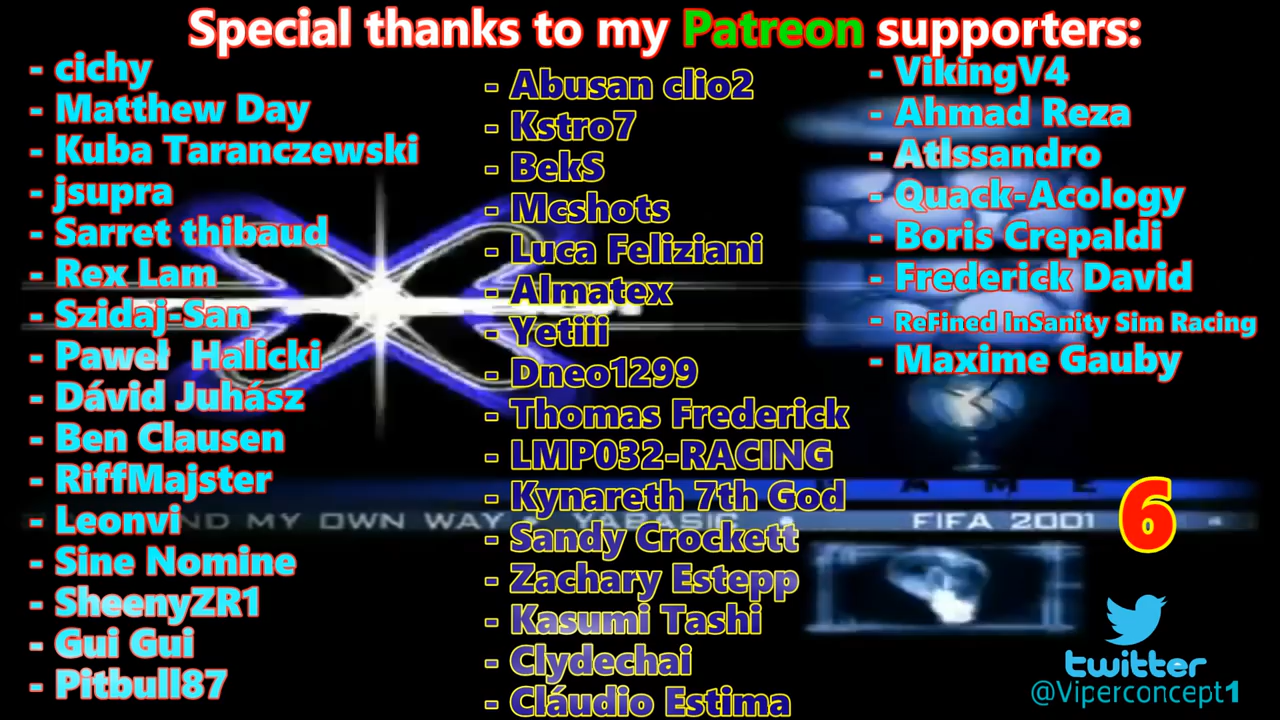 Special thanks to my Patreon supporters:
- cichy
- Matthew Day
- Kuba Taranczewski
- jsupra
- Sarret thibaud
- Rex Lam
- Szidaj-San
- Paweł Halicki
- Dávid Juhász
- Ben Clausen
- RiffMajster
- Leonvi
- Sine Nomine
- SheenyZR1
- Gui Gui
- Pitbull87
- Abusan clio2
- Kstro7
- BekS
- Mcshots
- Luca Feliziani
- Almatex
- Yetiii
- Dneo1299
- Thomas Frederick
- LMP032-RACING
- Kynareth 7th God
- Sandy Crockett
- Zachary Estepp
- Kasumi Tashi
- Clydechai
- Cláudio Estima
- VikingV4
- Ahmad Reza
- Atlssandro
- Quack-Acology
- Boris Crepaldi
- Frederick David
- ReFined InSanity Sim Racing
- Maxime Gauby
MY OWN WAY • YABASIC • FIFA 2001
6
twitter
@Viperconcept1